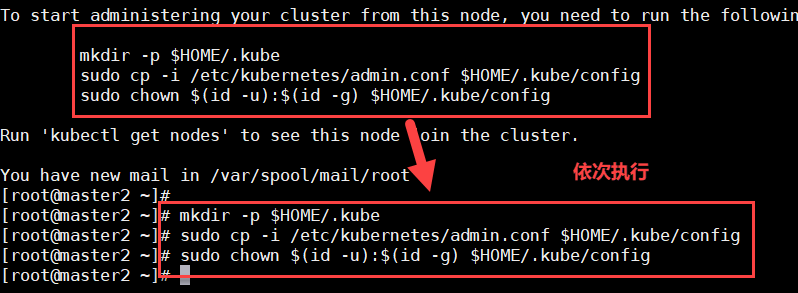 To start administering your cluster from this node, you need to run the followin
mkdir -p $HOME/.kube
sudo cp -i /etc/kubernetes/admin.conf $HOME/.kube/config
sudo chown $(id -u):$(id -g) $HOME/.kube/config
Run 'kubectl get nodes' to see this node join the cluster.
You have new mail in /var/spool/mail/root
依次执行
[root@master2 ~]#
[root@master2 ~]# mkdir -p $HOME/.kube
[root@master2 ~]# sudo cp -i /etc/kubernetes/admin.conf $HOME/.kube/config
[root@master2 ~]# sudo chown $(id -u):$(id -g) $HOME/.kube/config
[root@master2 ~]#